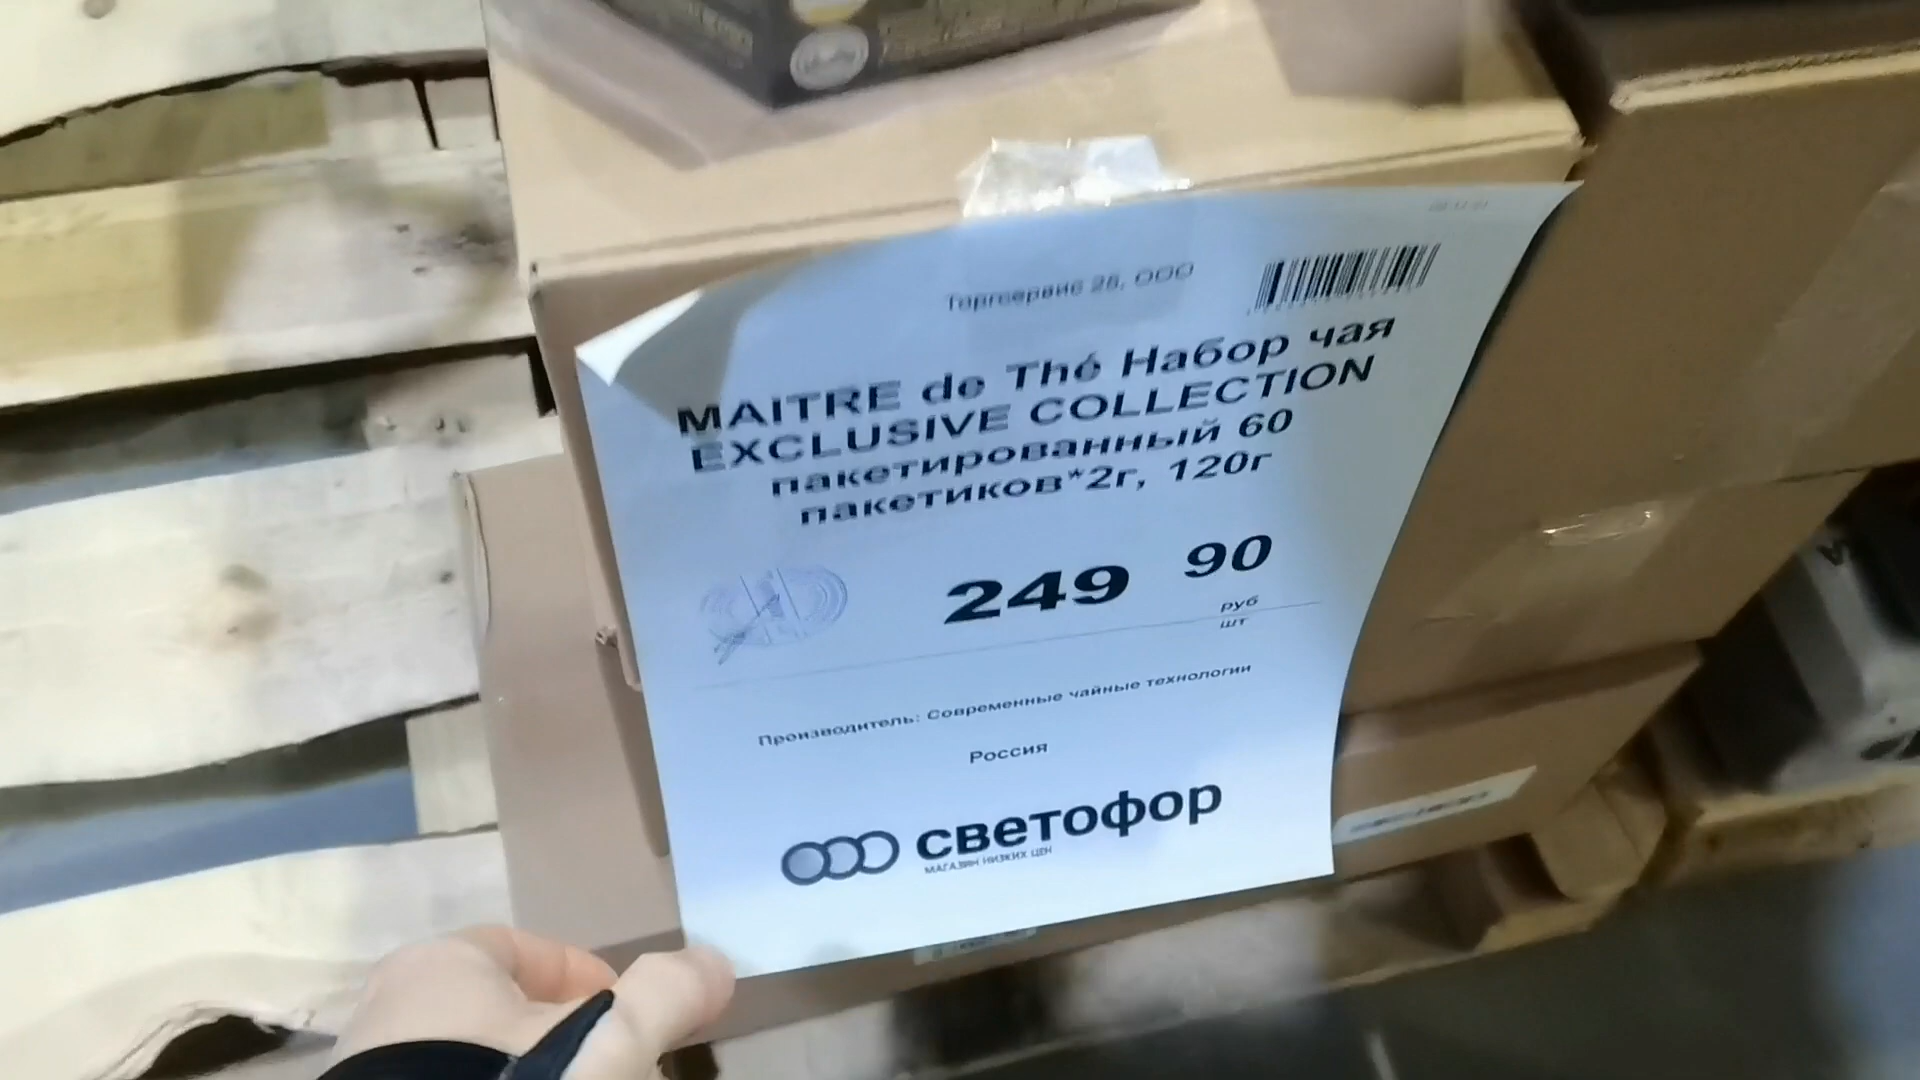 Торгсервис 25, ООО
MAITRE de Thé Набор чая
EXCLUSIVE COLLECTION
пакетированный 60
пакетиков*2г, 120г
249 90
руб
шт
Производитель: Современные чайные технологии
Россия
светофор
МАГАЗИН НИЗКИХ ЦЕН